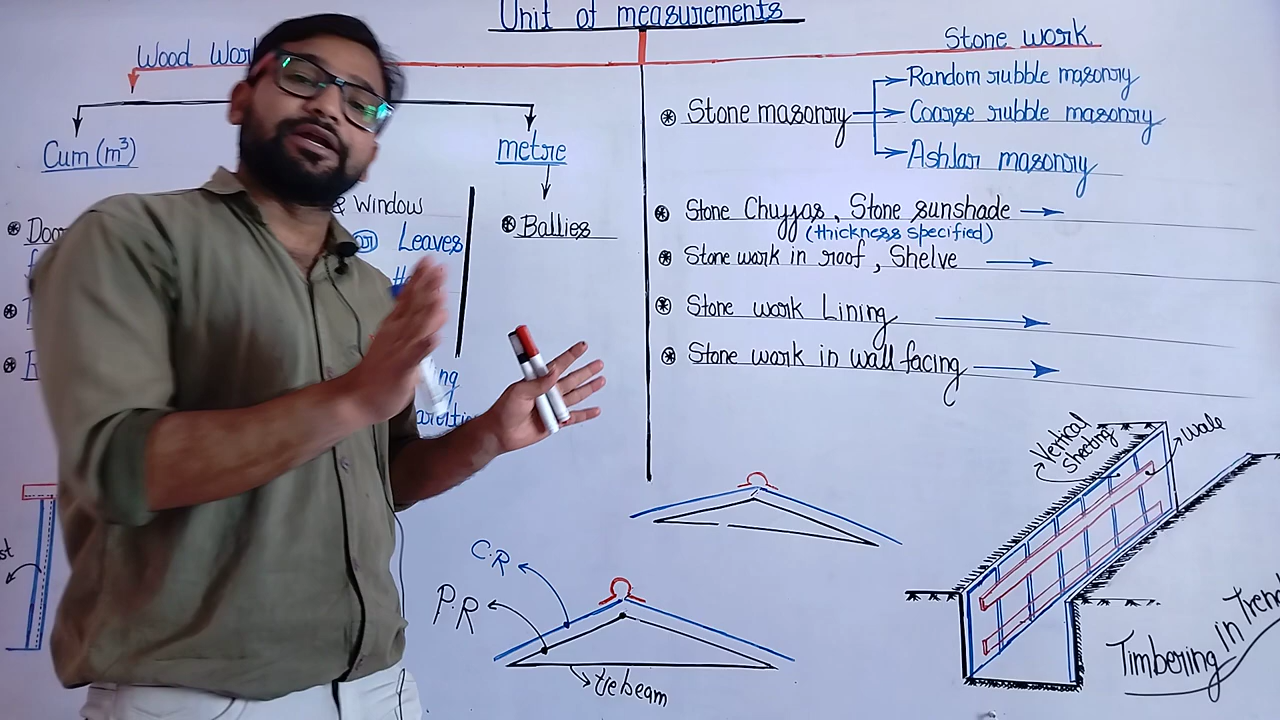 Unit of measurements
Wood
Cum (m³)
metre
& Window
or Leaves
Ballies
Stone work
Stone masonry
Random rubble masonry
Coarse rubble masonry
Ashlar masonry
Stone Chujjas, Stone sunshade
(thickness specified)
Stone work in roof, Shelve
Stone work Lining
Stone work in wall facing
C.R
P.R
tie beam
Vertical sheeting
wale
Timbering in